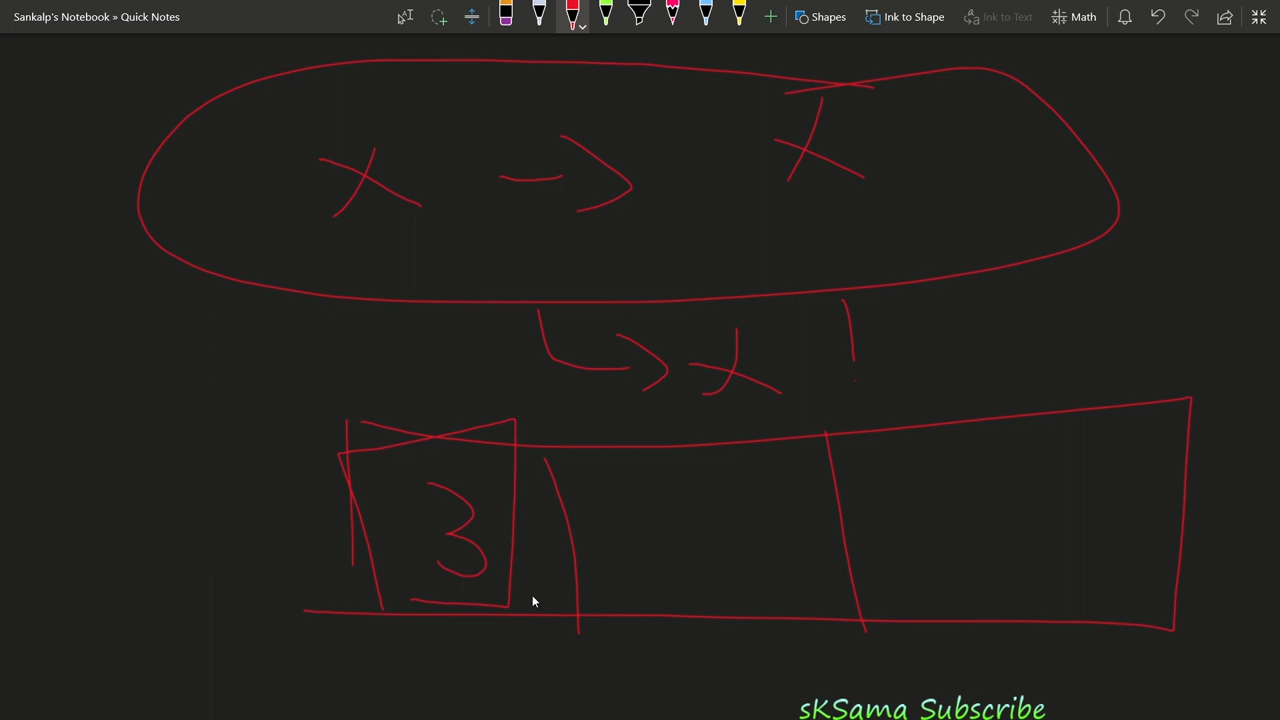 Sankalp's Notebook » Quick Notes
Shapes
Ink to Shape
Ink to Text
Math
x → x
→ x
3
sKSama Subscribe